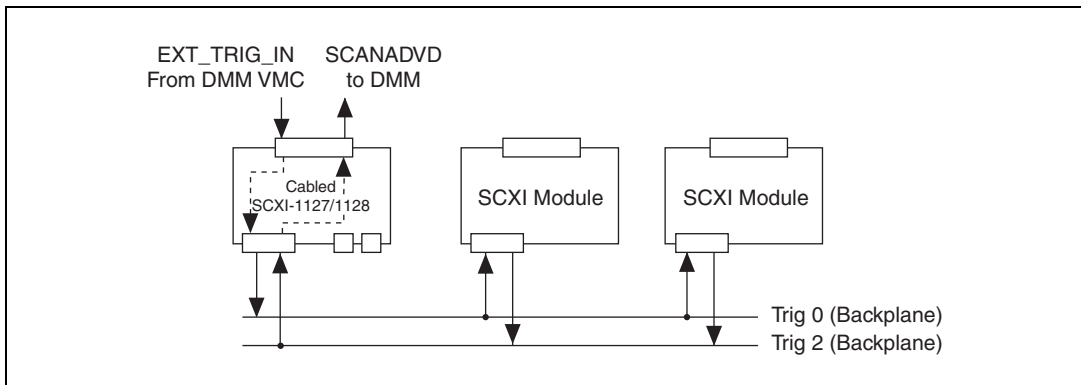 EXT_TRIG_IN
From DMM VMC
SCANADVD
to DMM
Cabled
SCXI-1127/1128
SCXI Module
SCXI Module
Trig 0 (Backplane)
Trig 2 (Backplane)